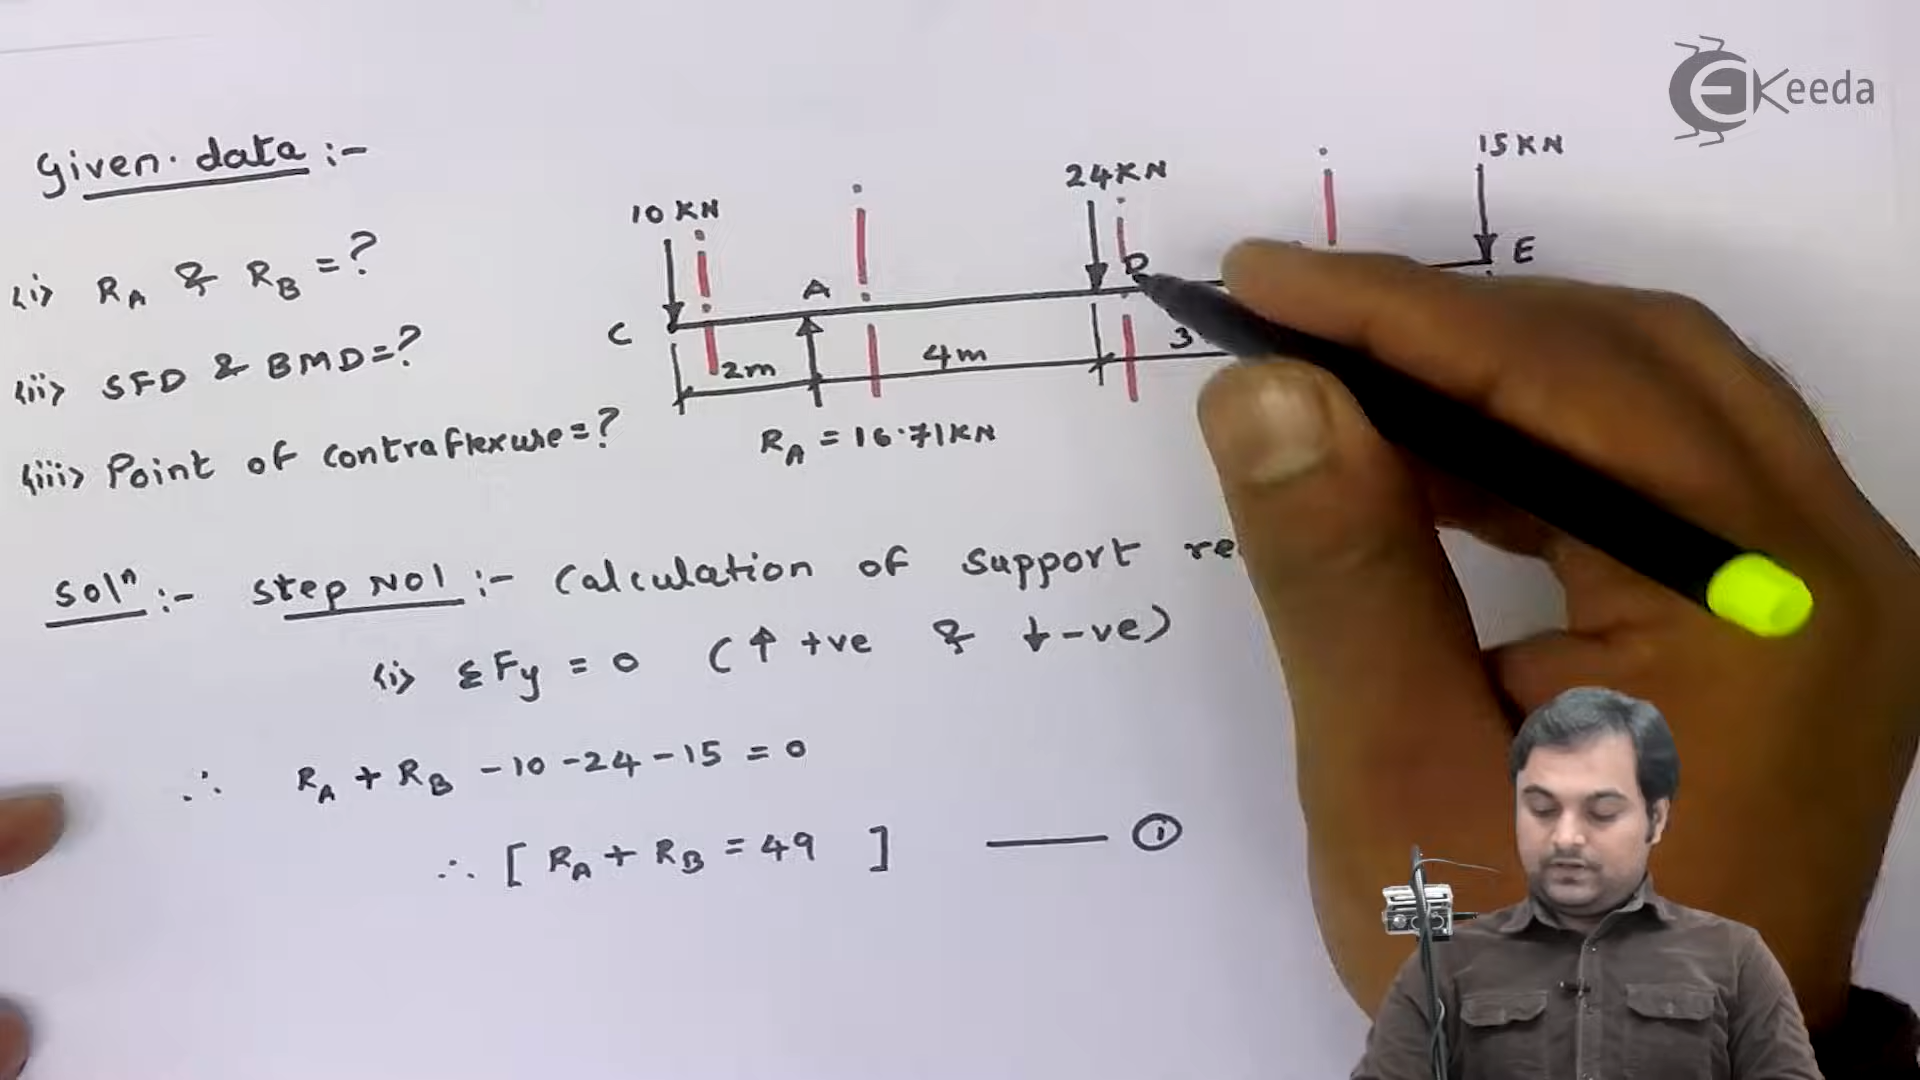 EKeeda
Given data :-
(i) RA & RB = ?
(ii) SFD & BMD = ?
(iii) Point of contraflexure = ?
10 KN
24 KN
15 KN
C
A
D
E
2m
4m
3
RA = 16.71 KN
Solⁿ :- Step No 1 :- Calculation of support
(i) ΣFy = 0 (↑ +ve & ↓ -ve)
∴ RA + RB - 10 - 24 - 15 = 0
∴ [ RA + RB = 49 ] —— ①